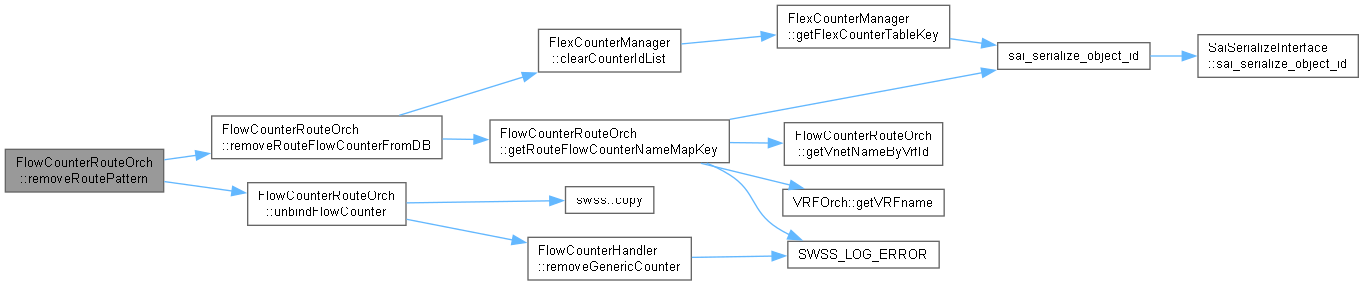 FlowCounterRouteOrch
::removeRoutePattern
FlowCounterRouteOrch
::removeRouteFlowCounterFromDB
FlowCounterRouteOrch
::unbindFlowCounter
FlexCounterManager
::clearCounterIdList
FlowCounterRouteOrch
::getRouteFlowCounterNameMapKey
swss::copy
FlowCounterHandler
::removeGenericCounter
FlexCounterManager
::getFlexCounterTableKey
FlowCounterRouteOrch
::getVnetNameByVrfId
VRFOrch::getVRFname
SWSS_LOG_ERROR
sai_serialize_object_id
SaiSerializeInterface
::sai_serialize_object_id